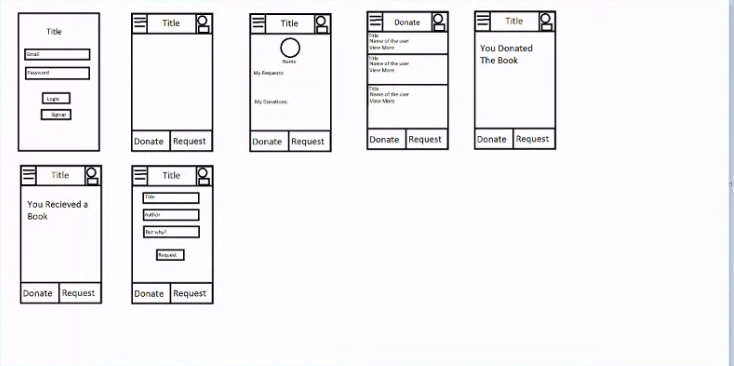 Title
Email
Password
Login
Signup
Title
Donate Request
Title
Name
My Requests:
My Donations:
Donate Request
Donate
Title
Name of the user
View More
Title
Name of the user
View More
Title
Name of the user
View More
Donate Request
Title
You Donated
The Book
Donate Request
Title
You Recieved a
Book
Donate Request
Title
Title
Author
But why?
Request
Donate Request